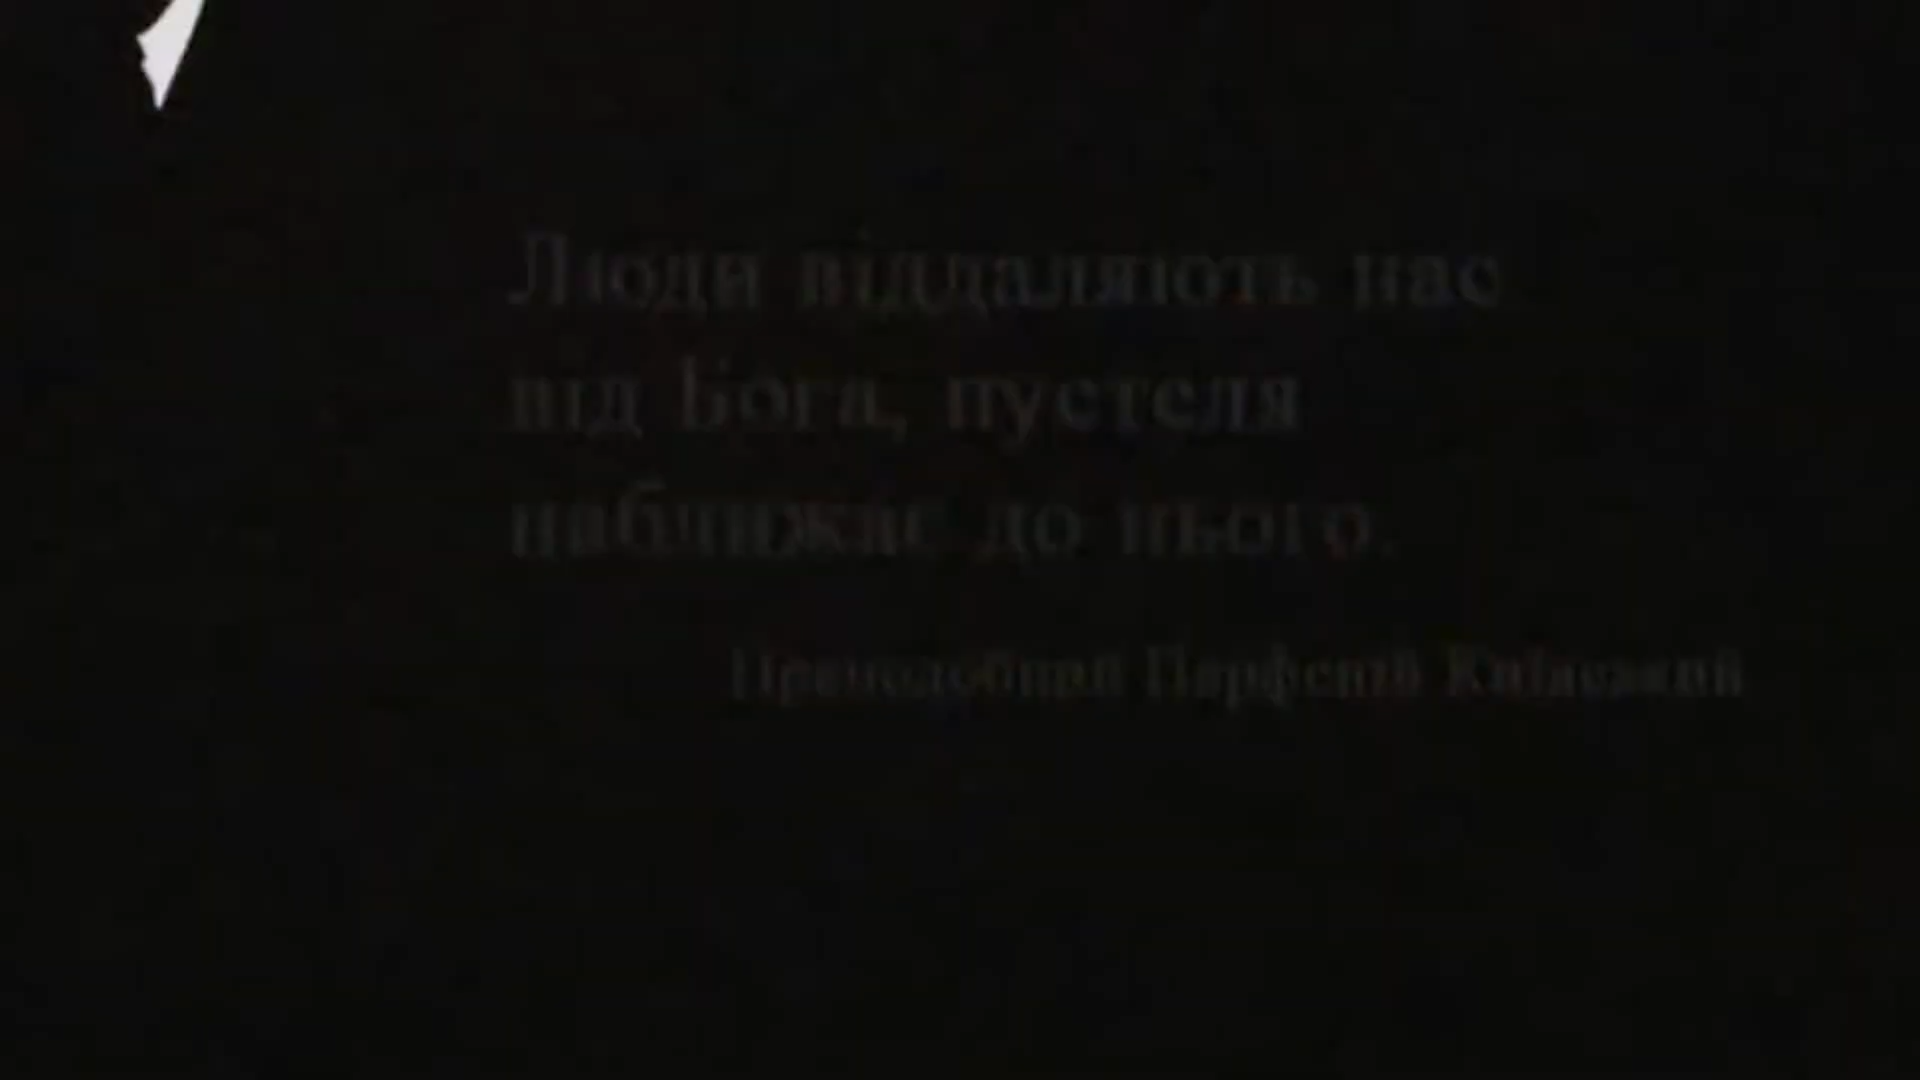 Люди віддаляють нас
від Бога, пустеля
наближає до нього.
Преподобний Парфеній Київський